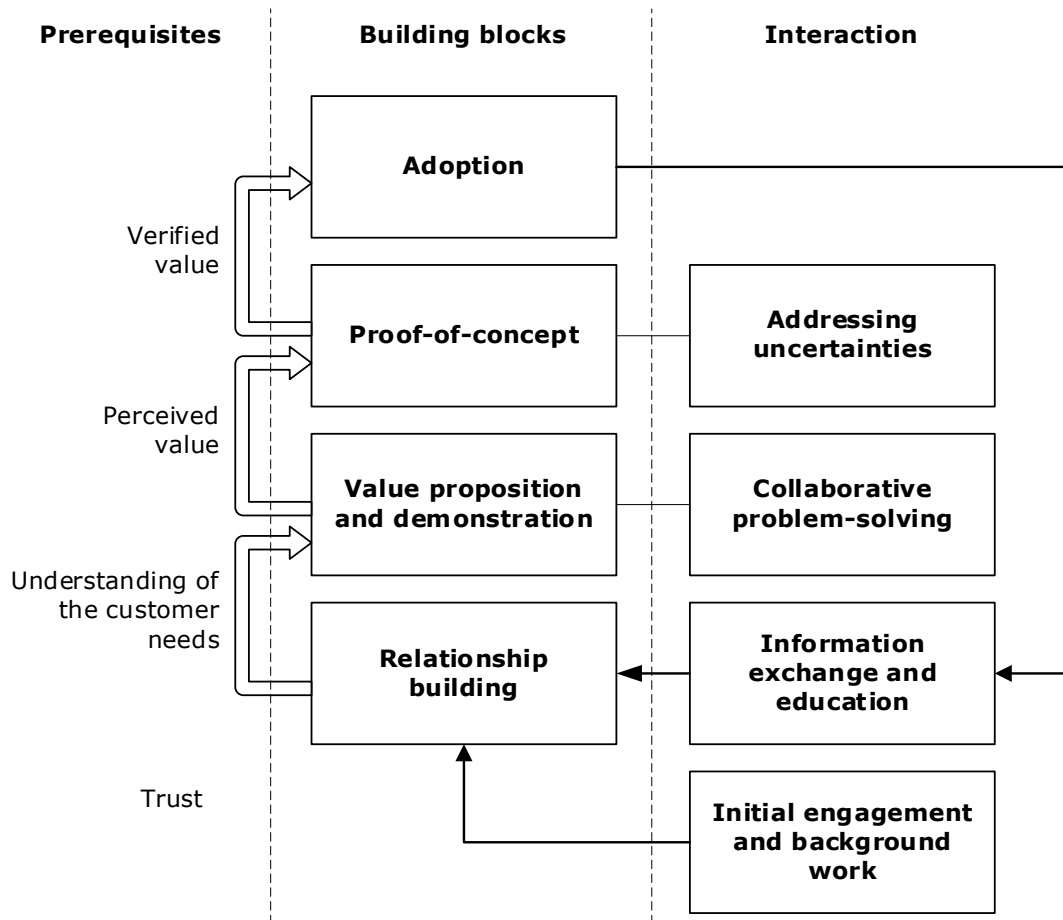 Prerequisites
Building blocks
Interaction
Adoption
Verified
value
Proof-of-concept
Addressing
uncertainties
Perceived
value
Value proposition
and demonstration
Collaborative
problem-solving
Understanding of
the customer
needs
Relationship
building
Information
exchange and
education
Trust
Initial engagement
and background
work